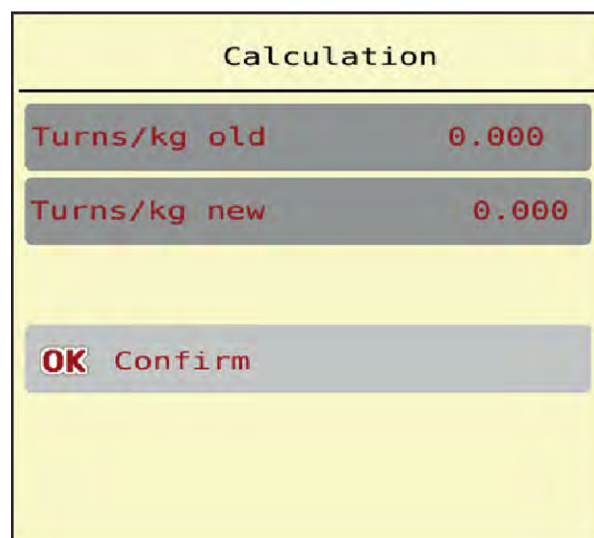 Calculation
Turns/kg old 0.000
Turns/kg new 0.000
OK Confirm